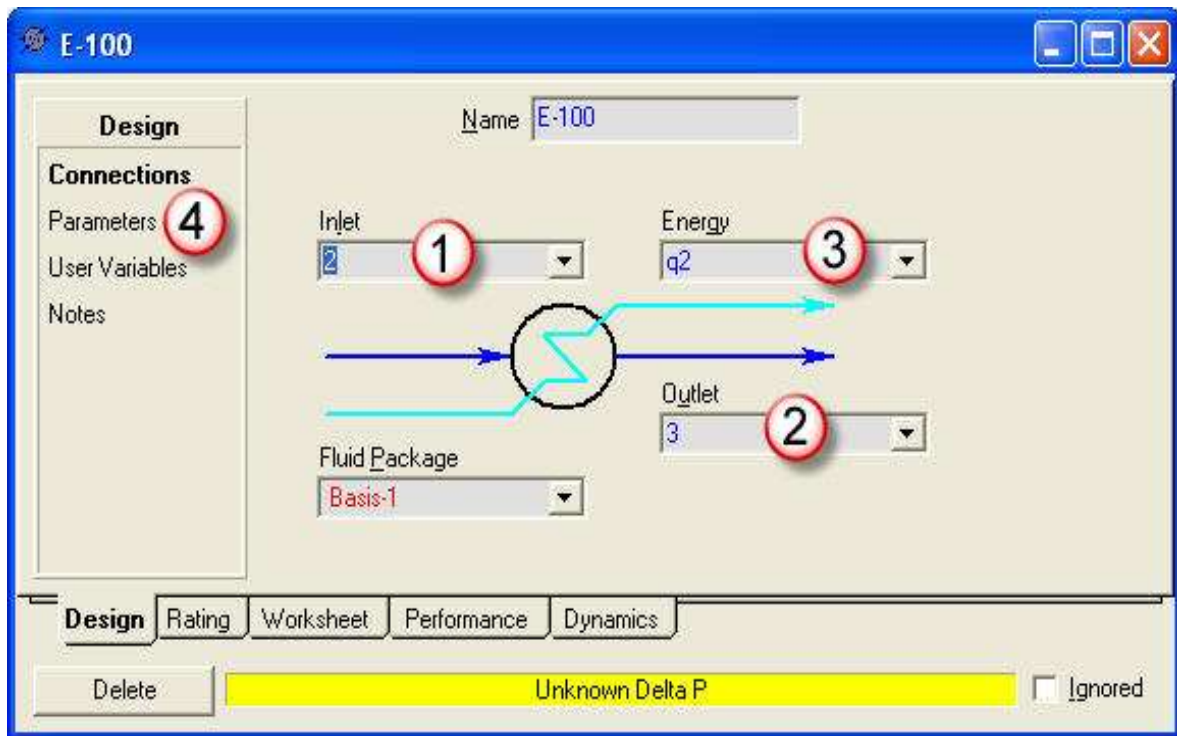 E-100
Design
Name E-100
Connections
Parameters 4
User Variables
Notes
Inlet
2 1
Energy
q2 3
Outlet
3 2
Fluid Package
Basis-1
Design Rating Worksheet Performance Dynamics
Delete Unknown Delta P Ignored